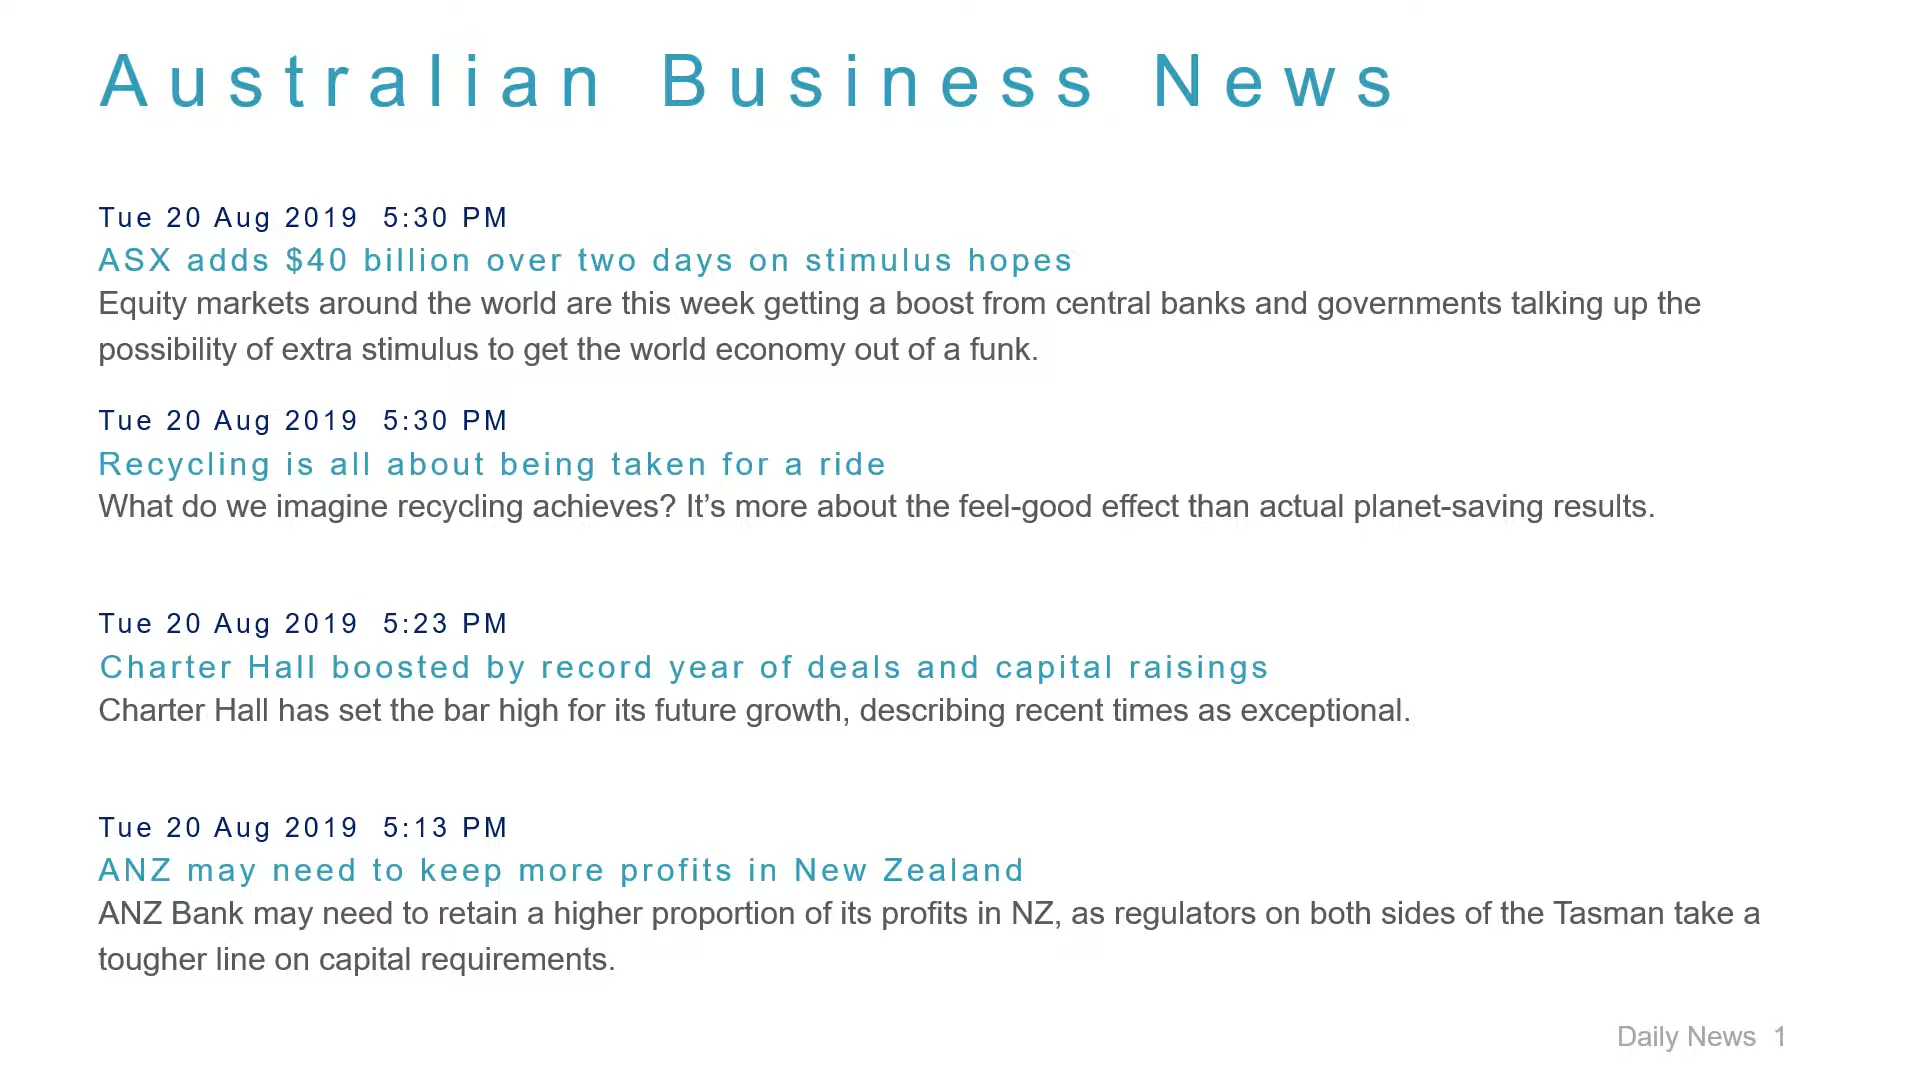 Australian Business News
Tue 20 Aug 2019  5:30 PM
ASX adds $40 billion over two days on stimulus hopes
Equity markets around the world are this week getting a boost from central banks and governments talking up the
possibility of extra stimulus to get the world economy out of a funk.
Tue 20 Aug 2019  5:30 PM
Recycling is all about being taken for a ride
What do we imagine recycling achieves? It’s more about the feel-good effect than actual planet-saving results.
Tue 20 Aug 2019  5:23 PM
Charter Hall boosted by record year of deals and capital raisings
Charter Hall has set the bar high for its future growth, describing recent times as exceptional.
Tue 20 Aug 2019  5:13 PM
ANZ may need to keep more profits in New Zealand
ANZ Bank may need to retain a higher proportion of its profits in NZ, as regulators on both sides of the Tasman take a
tougher line on capital requirements.
Daily News  1